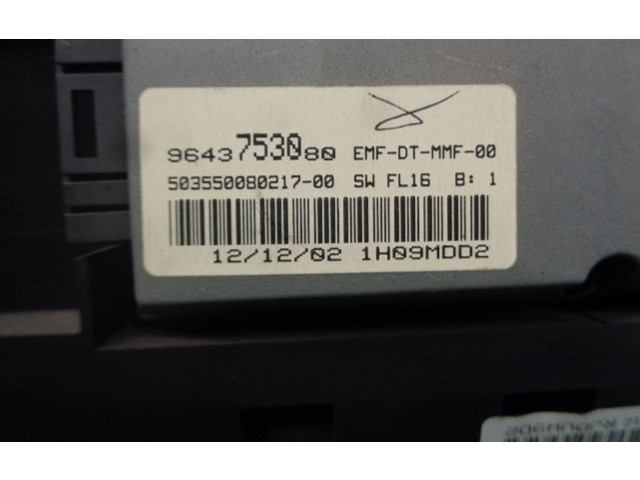 9643753080 EMF-DT-MMF-00
503550080217-00 SW FL16 B: 1
12/12/02 1H09MDD2